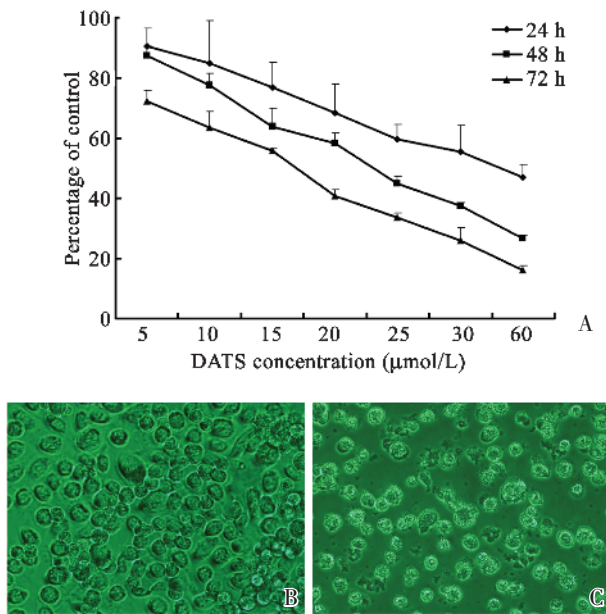 100
80
60
40
20
0
Percentage of control
24 h
48 h
72 h
5 10 15 20 25 30 60
DATS concentration (μmol/L)
A
B
C